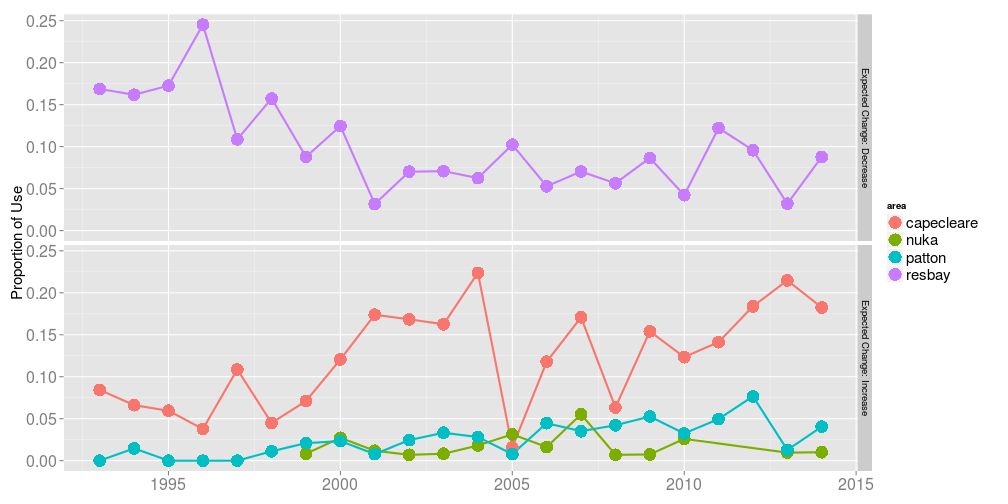 Proportion of Use
0.25
0.20
0.15
0.10
0.05
0.00
Expected Change: Decrease
0.25
0.20
0.15
0.10
0.05
0.00
Expected Change: Increase
1995 2000 2005 2010 2015
area
capecleare
nuka
patton
resbay